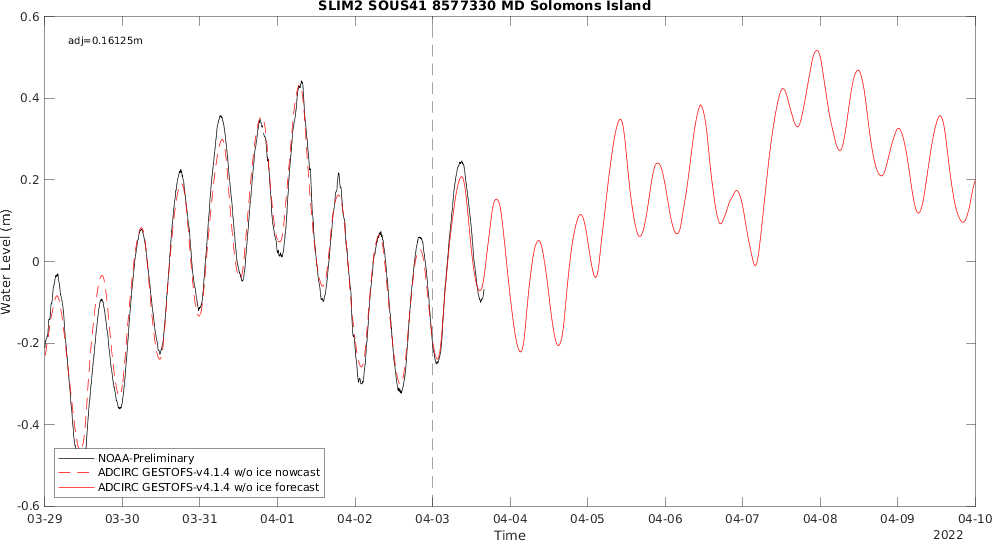 SLIM2 SOUS41 8577330 MD Solomons Island
adj=0.16125m
0.6
0.4
0.2
0
-0.2
-0.4
-0.6
Water Level (m)
NOAA-Preliminary
ADCIRC GESTOFS-v4.1.4 w/o ice nowcast
ADCIRC GESTOFS-v4.1.4 w/o ice forecast
03-29 03-30 03-31 04-01 04-02 04-03 04-04 04-05 04-06 04-07 04-08 04-09 04-10
Time
2022